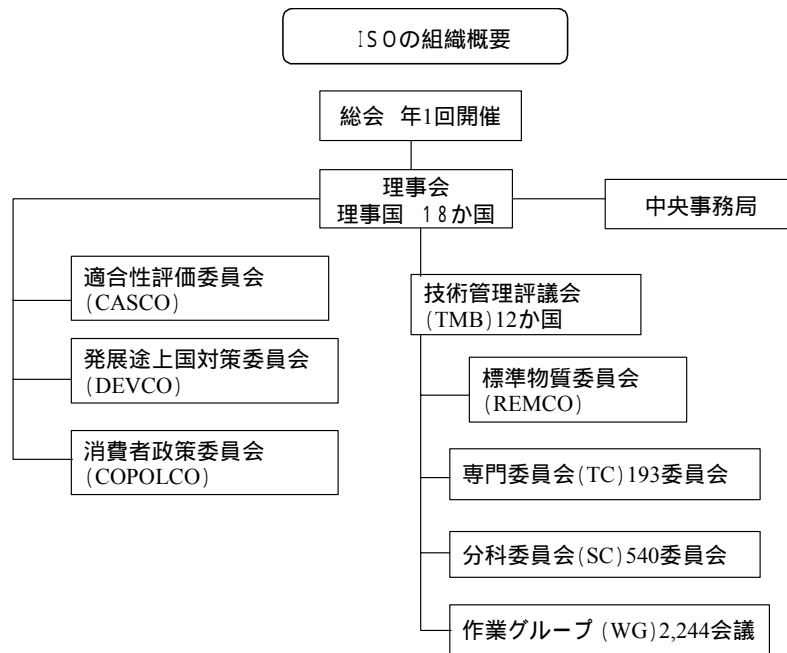 ISOの組織概要
総会 年1回開催
理事会
理事国 18か国
中央事務局
適合性評価委員会
(CASCO)
発展途上国対策委員会
(DEVCO)
消費者政策委員会
(COPOLCO)
技術管理評議会
(TMB)12か国
標準物質委員会
(REMCO)
専門委員会(TC)193委員会
分科委員会(SC)540委員会
作業グループ(WG)2,244会議